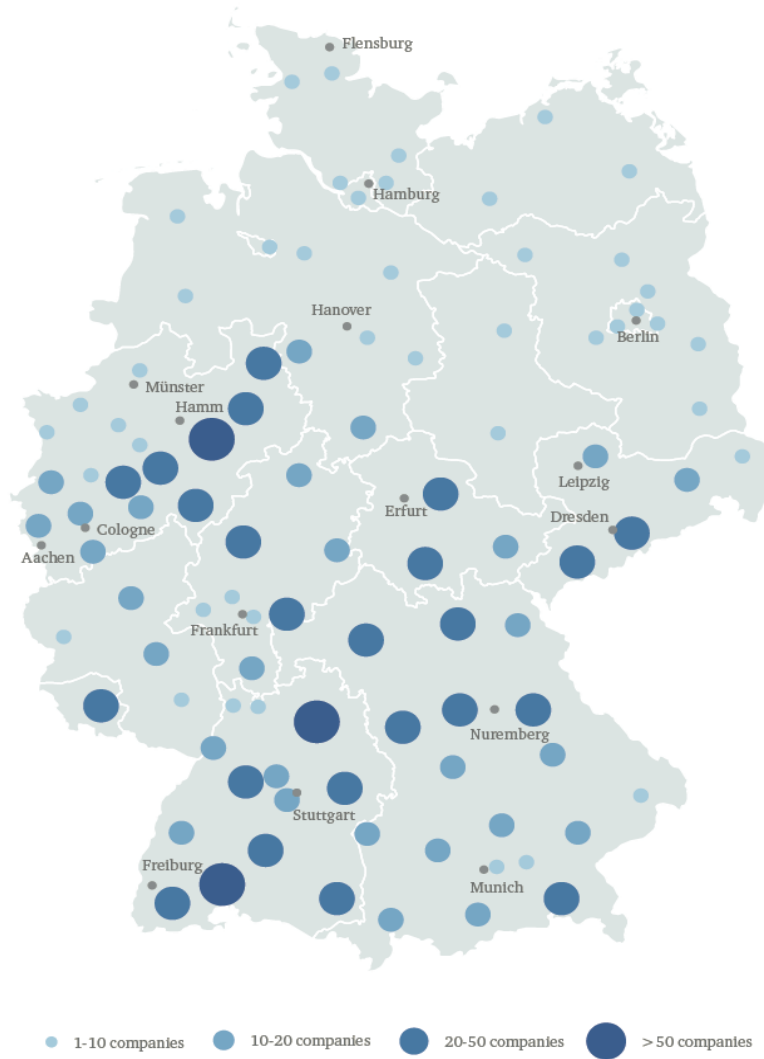 Flensburg
Hamburg
Hanover
Berlin
Münster
Hamm
Leipzig
Erfurt
Dresden
Cologne
Aachen
Frankfurt
Nuremberg
Stuttgart
Freiburg
Munich
1-10 companies
10-20 companies
20-50 companies
>50 companies